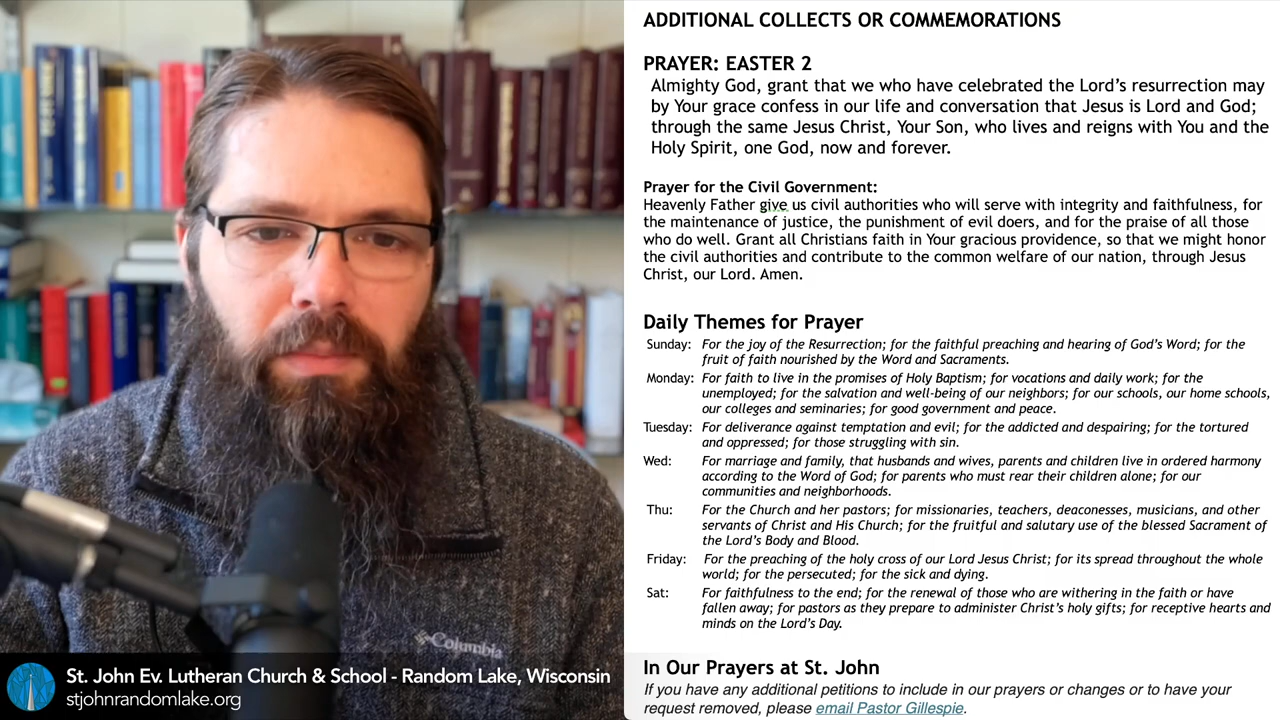 ADDITIONAL COLLECTS OR COMMEMORATIONS
PRAYER: EASTER 2
Almighty God, grant that we who have celebrated the Lord’s resurrection may
by Your grace confess in our life and conversation that Jesus is Lord and God;
through the same Jesus Christ, Your Son, who lives and reigns with You and the
Holy Spirit, one God, now and forever.
Prayer for the Civil Government:
Heavenly Father give us civil authorities who will serve with integrity and faithfulness, for
the maintenance of justice, the punishment of evil doers, and for the praise of all those
who do well. Grant all Christians faith in Your gracious providence, so that we might honor
the civil authorities and contribute to the common welfare of our nation, through Jesus
Christ, our Lord. Amen.
Daily Themes for Prayer
Sunday: For the joy of the Resurrection; for the faithful preaching and hearing of God’s Word; for the
fruit of faith nourished by the Word and Sacraments.
Monday: For faith to live in the promises of Holy Baptism; for vocations and daily work; for the
unemployed; for the salvation and well-being of our neighbors; for our schools, our home schools,
our colleges and seminaries; for good government and peace.
Tuesday: For deliverance against temptation and evil; for the addicted and despairing; for the tortured
and oppressed; for those struggling with sin.
Wed: For marriage and family, that husbands and wives, parents and children live in ordered harmony
according to the Word of God; for parents who must rear their children alone; for our
communities and neighborhoods.
Thu: For the Church and her pastors; for missionaries, teachers, deaconesses, musicians, and other
servants of Christ and His Church; for the fruitful and salutary use of the blessed Sacrament of
the Lord’s Body and Blood.
Friday: For the preaching of the holy cross of our Lord Jesus Christ; for its spread throughout the whole
world; for the persecuted; for the sick and dying.
Sat: For faithfulness to the end; for the renewal of those who are withering in the faith or have
fallen away; for pastors as they prepare to administer Christ’s holy gifts; for receptive hearts and
minds on the Lord’s Day.
In Our Prayers at St. John
If you have any additional petitions to include in our prayers or changes or to have your
request removed, please email Pastor Gillespie.
Columbia
St. John Ev. Lutheran Church & School - Random Lake, Wisconsin
stjohnrandomlake.org